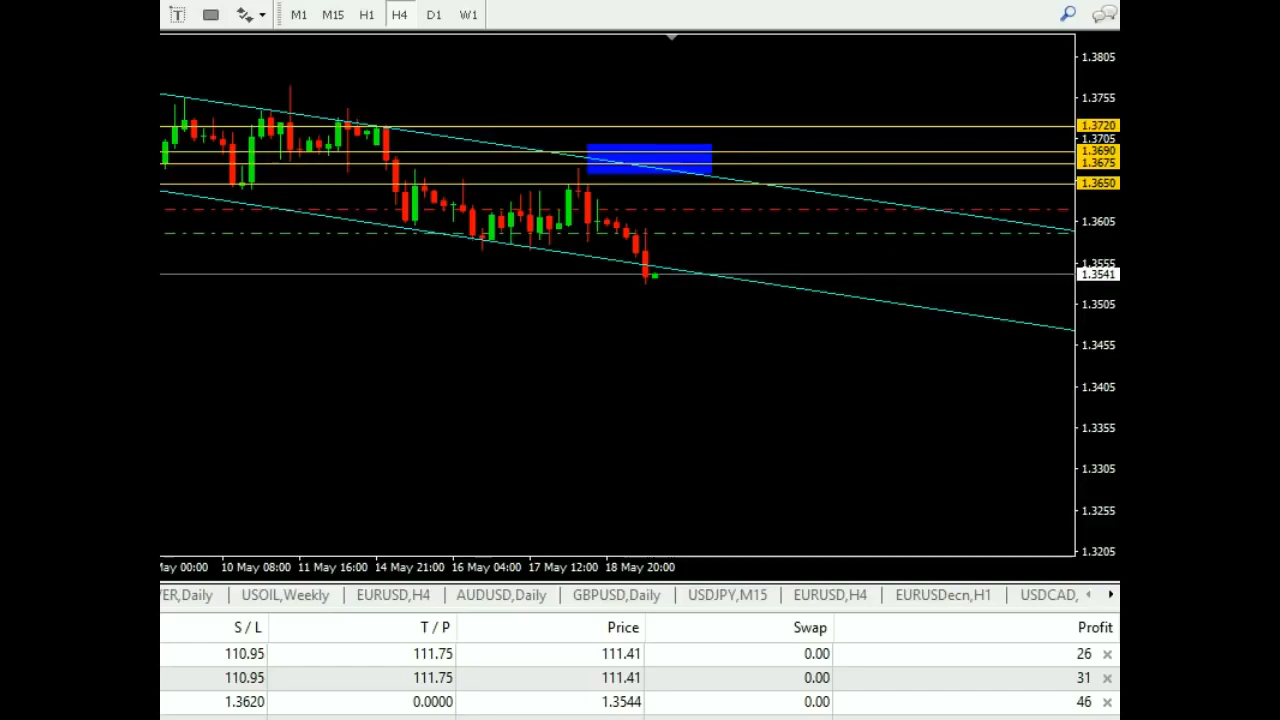 T M1 M15 H1 H4 D1 W1
1.3805
1.3755
1.3720
1.3705
1.3690
1.3675
1.3650
1.3605
1.3555
1.3541
1.3505
1.3455
1.3405
1.3355
1.3305
1.3255
1.3205
May 00:00 10 May 08:00 11 May 16:00 14 May 21:00 16 May 04:00 17 May 12:00 18 May 20:00
ER,Daily USOIL,Weekly EURUSD,H4 AUDUSD,Daily GBPUSD,Daily USDJPY,M15 EURUSD,H4 EURUSDecn,H1 USDCAD,
S / L T / P Price Swap Profit
110.95 111.75 111.41 0.00 26
110.95 111.75 111.41 0.00 31
1.3620 0.0000 1.3544 0.00 46